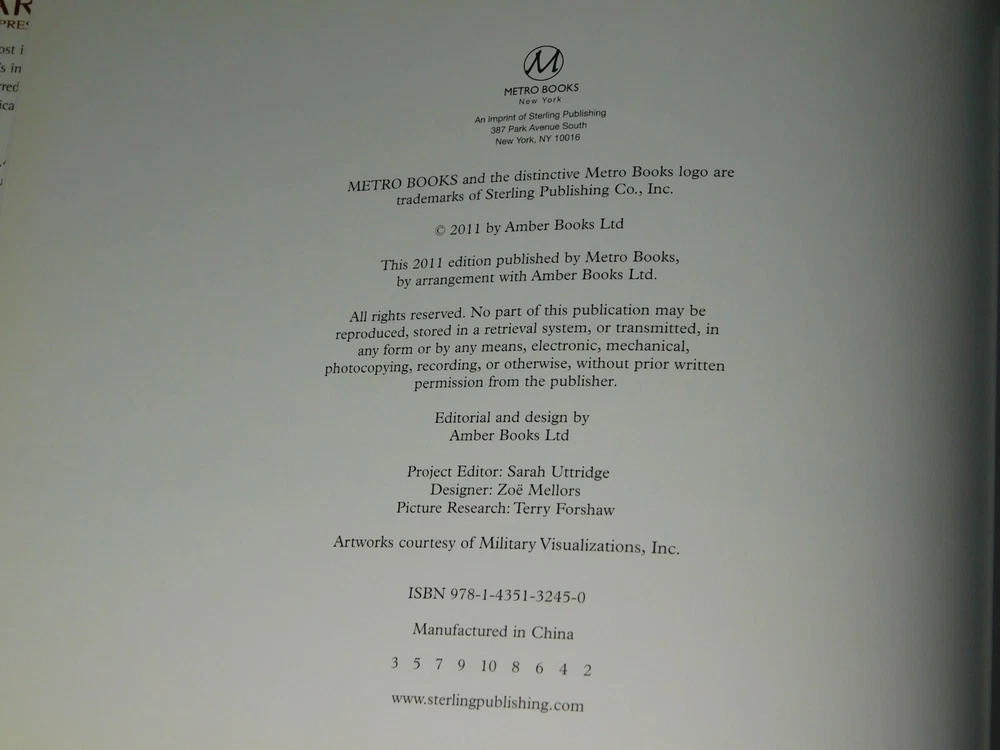 AR
PRES
ost i
's in
rred
ica
M
METRO BOOKS
New York
An Imprint of Sterling Publishing
387 Park Avenue South
New York, NY 10016
METRO BOOKS and the distinctive Metro Books logo are
trademarks of Sterling Publishing Co., Inc.
© 2011 by Amber Books Ltd
This 2011 edition published by Metro Books,
by arrangement with Amber Books Ltd.
All rights reserved. No part of this publication may be
reproduced, stored in a retrieval system, or transmitted, in
any form or by any means, electronic, mechanical,
photocopying, recording, or otherwise, without prior written
permission from the publisher.
Editorial and design by
Amber Books Ltd
Project Editor: Sarah Uttridge
Designer: Zoë Mellors
Picture Research: Terry Forshaw
Artworks courtesy of Military Visualizations, Inc.
ISBN 978-1-4351-3245-0
Manufactured in China
3 5 7 9 10 8 6 4 2
www.sterlingpublishing.com